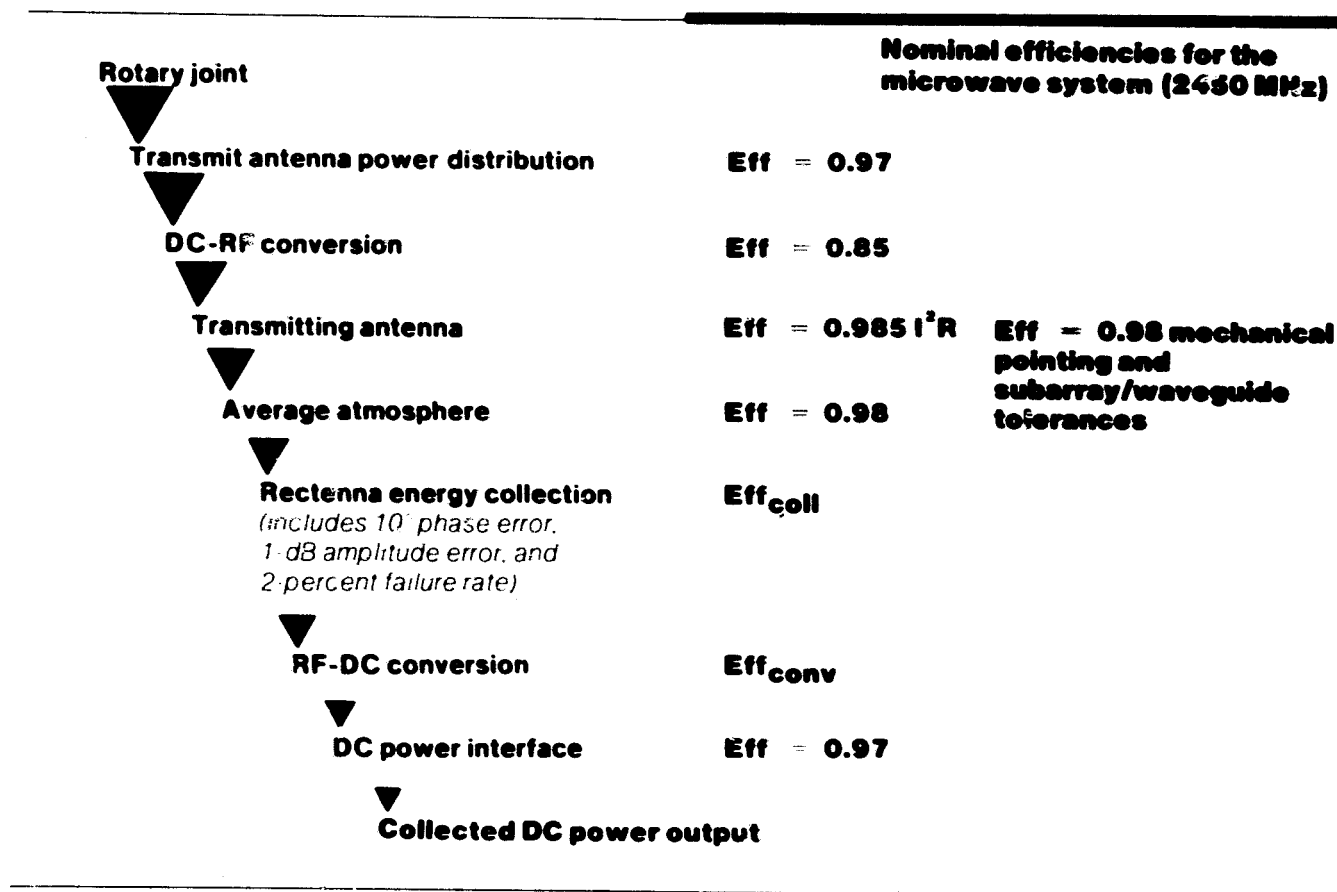 Nominal efficiencies for the
microwave system (2450 MHz)
Rotary joint
Transmit antenna power distribution Eff = 0.97
DC-RF conversion Eff = 0.85
Transmitting antenna Eff = 0.985 I²R Eff = 0.98 mechanical
pointing and
subarray/waveguide
tolerances
Average atmosphere Eff = 0.98
Rectenna energy collection Eff_coll
(includes 10° phase error,
1-dB amplitude error, and
2-percent failure rate)
RF-DC conversion Eff_conv
DC power interface Eff = 0.97
Collected DC power output